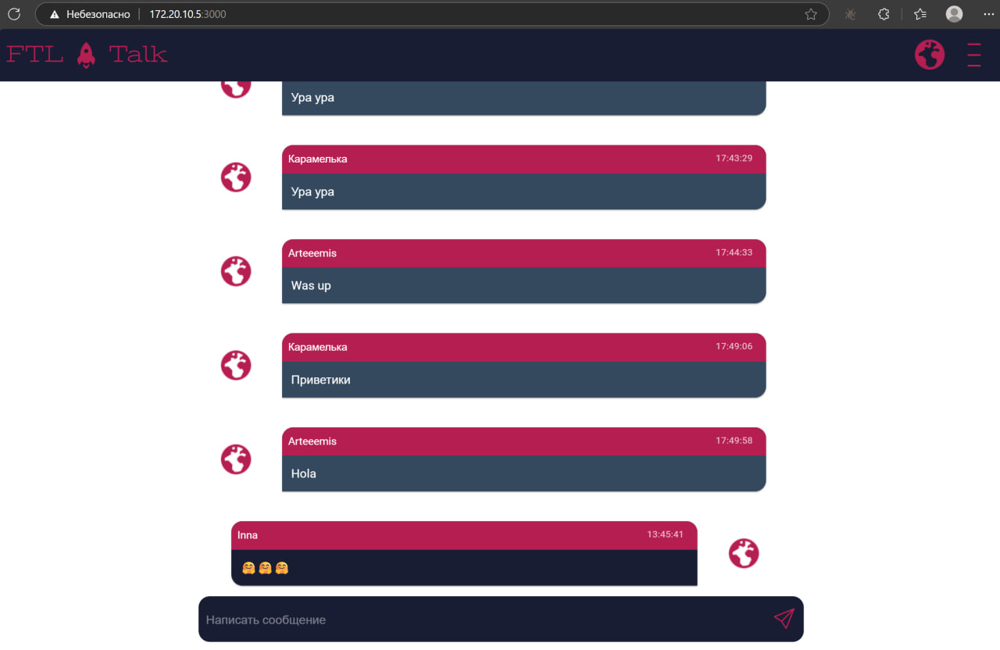 Небезопасно 172.20.10.5:3000
FTL Talk
Ура ура
Карамелька 17:43:29
Ура ура
Arteeemis 17:44:33
Was up
Карамелька 17:49:06
Приветики
Arteeemis 17:49:58
Hola
Inna 13:45:41
🤗🤗🤗
Написать сообщение